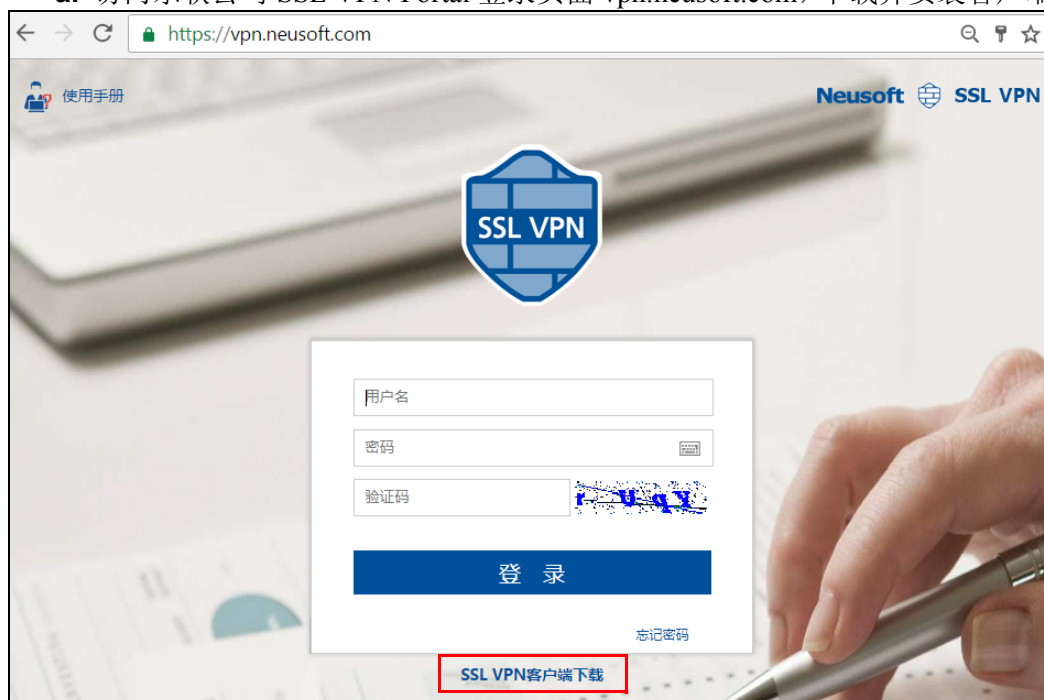 https://vpn.neusoft.com
使用手册
Neusoft SSL VPN
SSL VPN
用户名
密码
验证码
r U q X
登 录
忘记密码
SSL VPN客户端下载